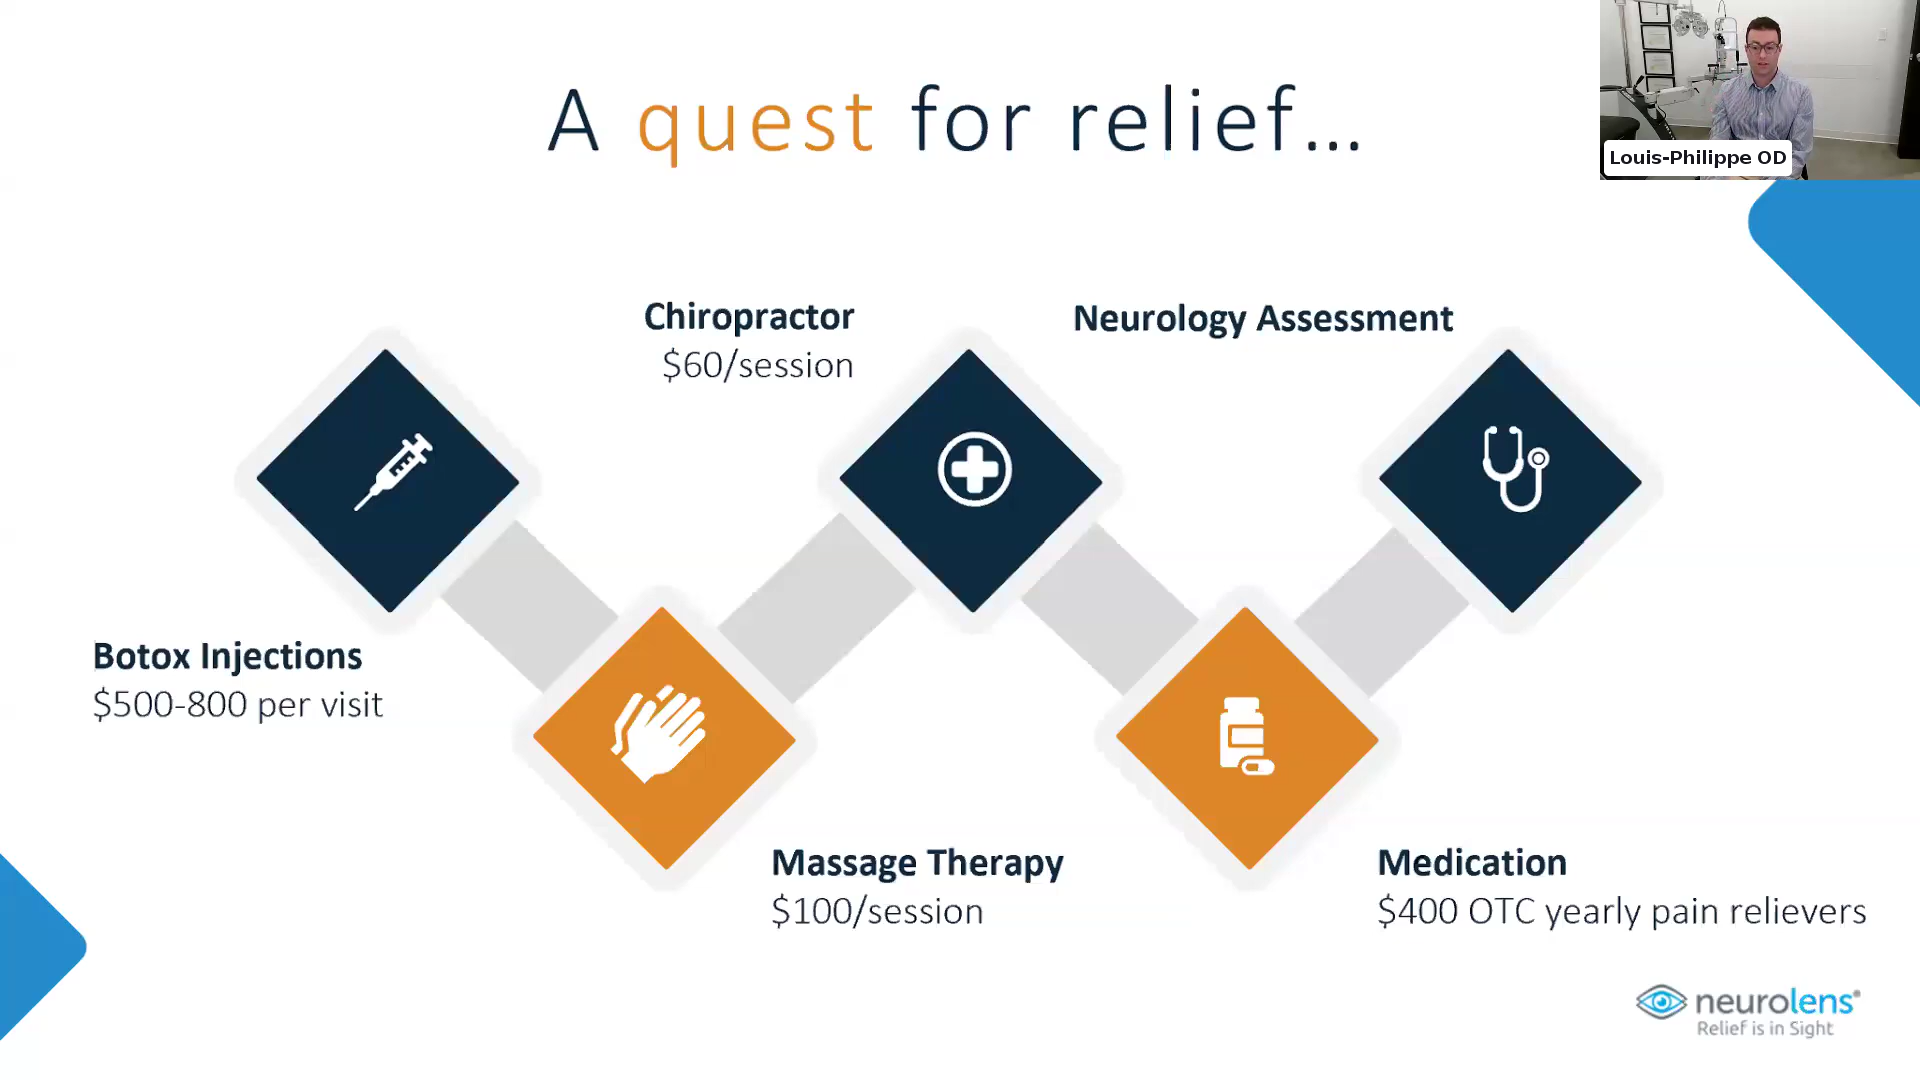 A quest for relief...
Louis-Philippe OD
Chiropractor
$60/session
Neurology Assessment
Botox Injections
$500-800 per visit
Massage Therapy
$100/session
Medication
$400 OTC yearly pain relievers
neurolens®
Relief is in Sight